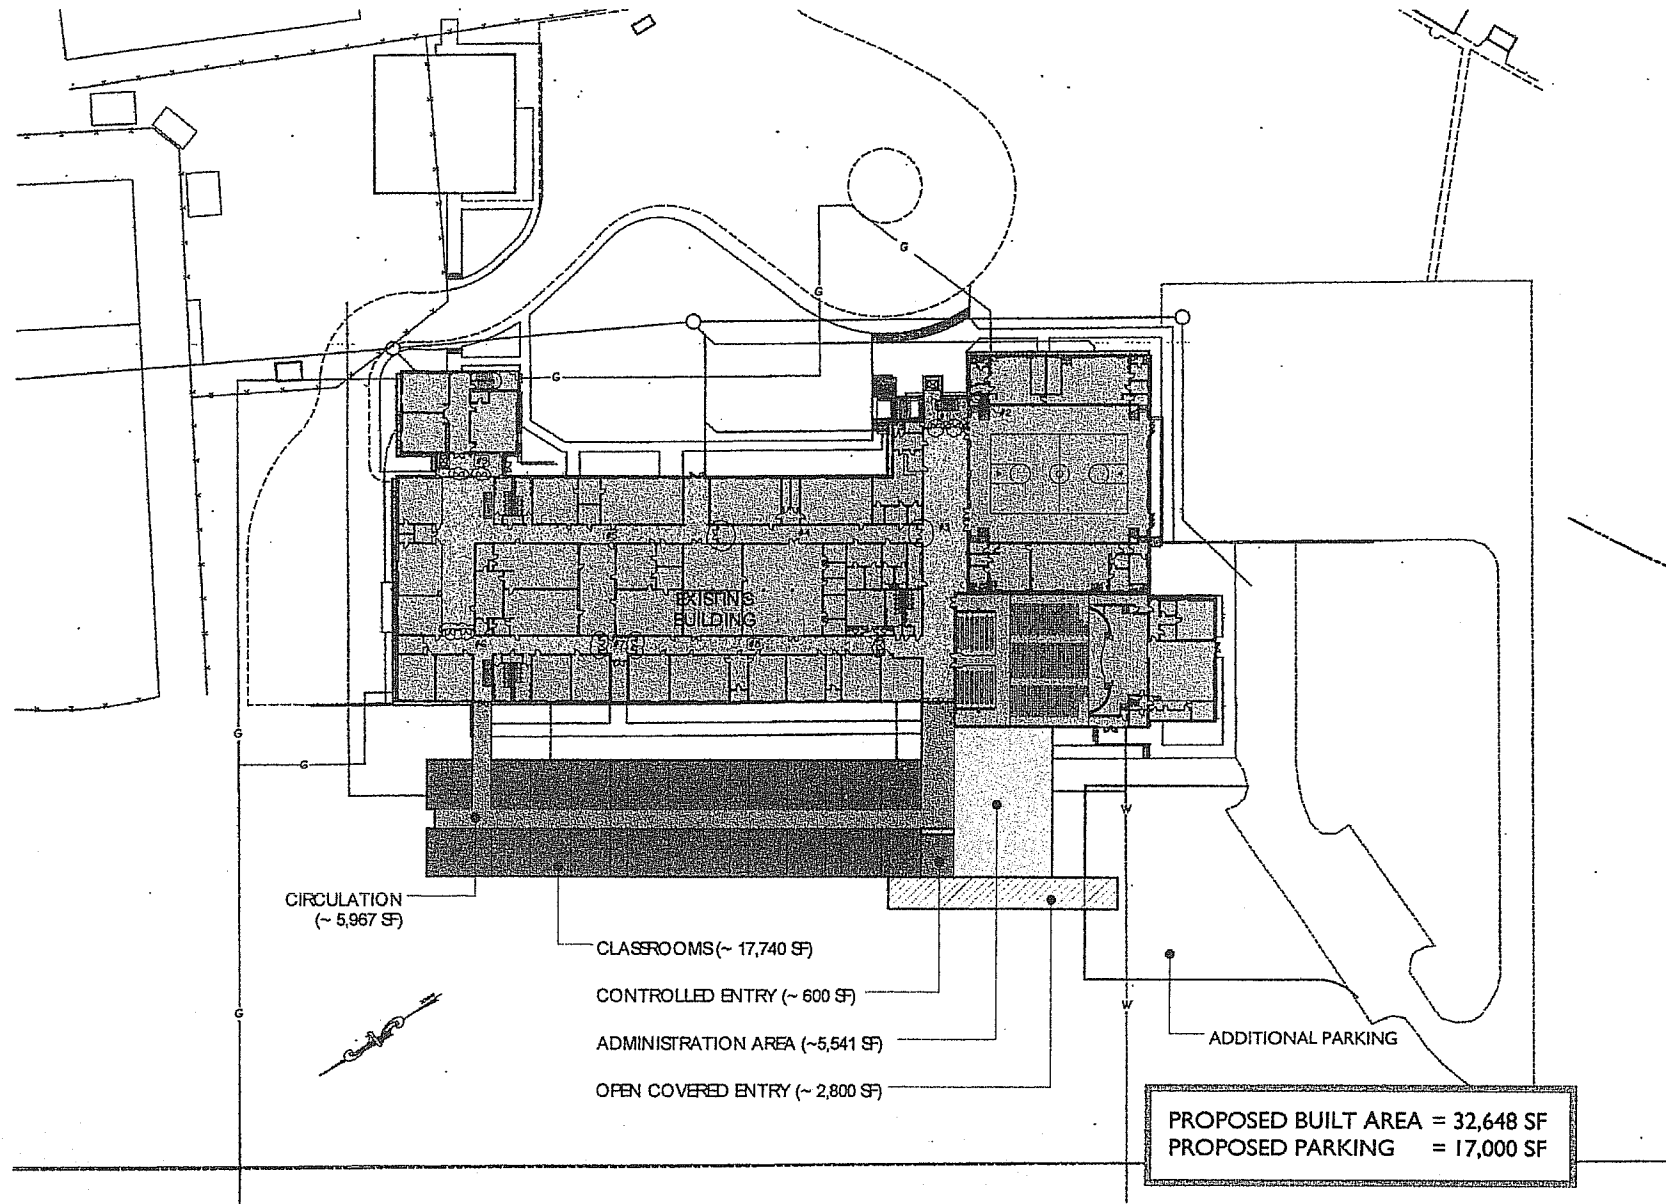 G
G
G
EXISTING
BUILDING
G
G
W
CIRCULATION
(~ 5,967 SF)
CLASSROOMS (~ 17,740 SF)
CONTROLLED ENTRY (~ 600 SF)
G
W
ADMINISTRATION AREA (~5,541 SF)
ADDITIONAL PARKING
OPEN COVERED ENTRY (~ 2,800 SF)
PROPOSED BUILT AREA = 32,648 SF
PROPOSED PARKING = 17,000 SF